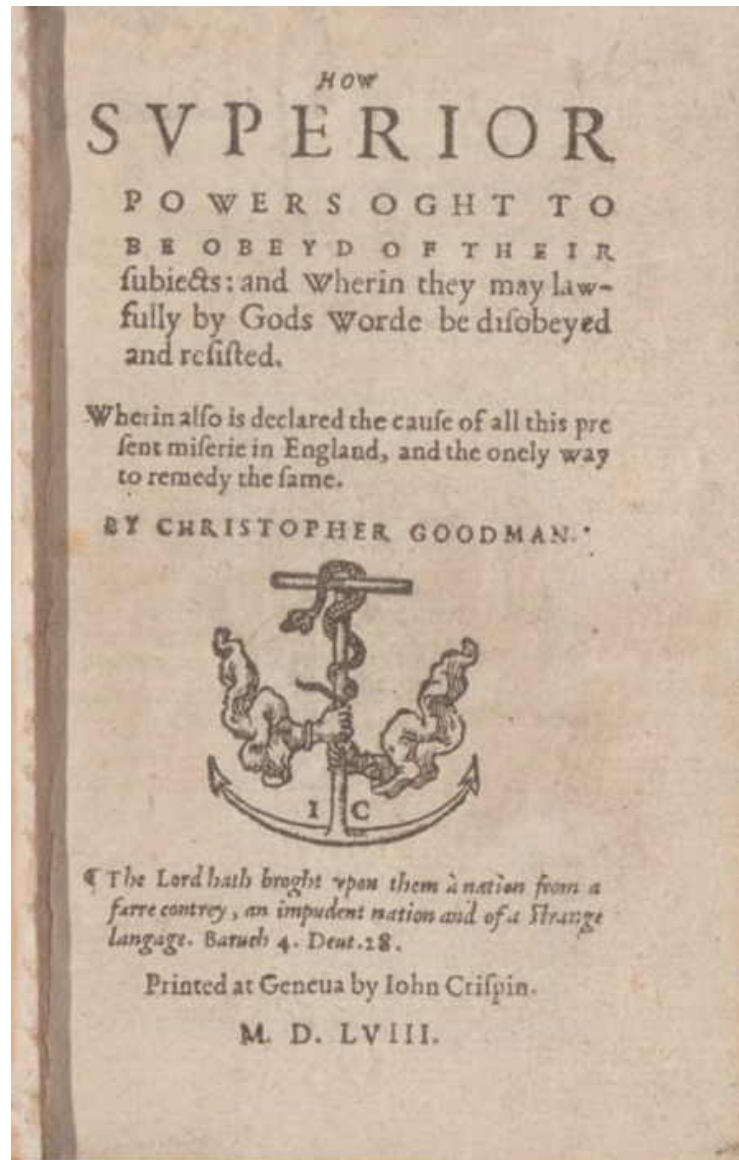 HOW
SVPERIOR
POWERS OGHT TO
BE OBEYD OF THEIR
ſubiects: and Wherin they may law-
fully by Gods Worde be diſobeyed
and reſiſted.
Wherin alſo is declared the cauſe of all this pre
ſent miſerie in England, and the onely way
to remedy the ſame.
BY CHRISTOPHER GOODMAN.
I C
¶ The Lord hath broght vpon them à nation from a
farre contrey, an impudent nation and of a ſtrange
langage. Baruch 4. Deut.28.
Printed at Geneua by Iohn Criſpin.
M. D. LVIII.